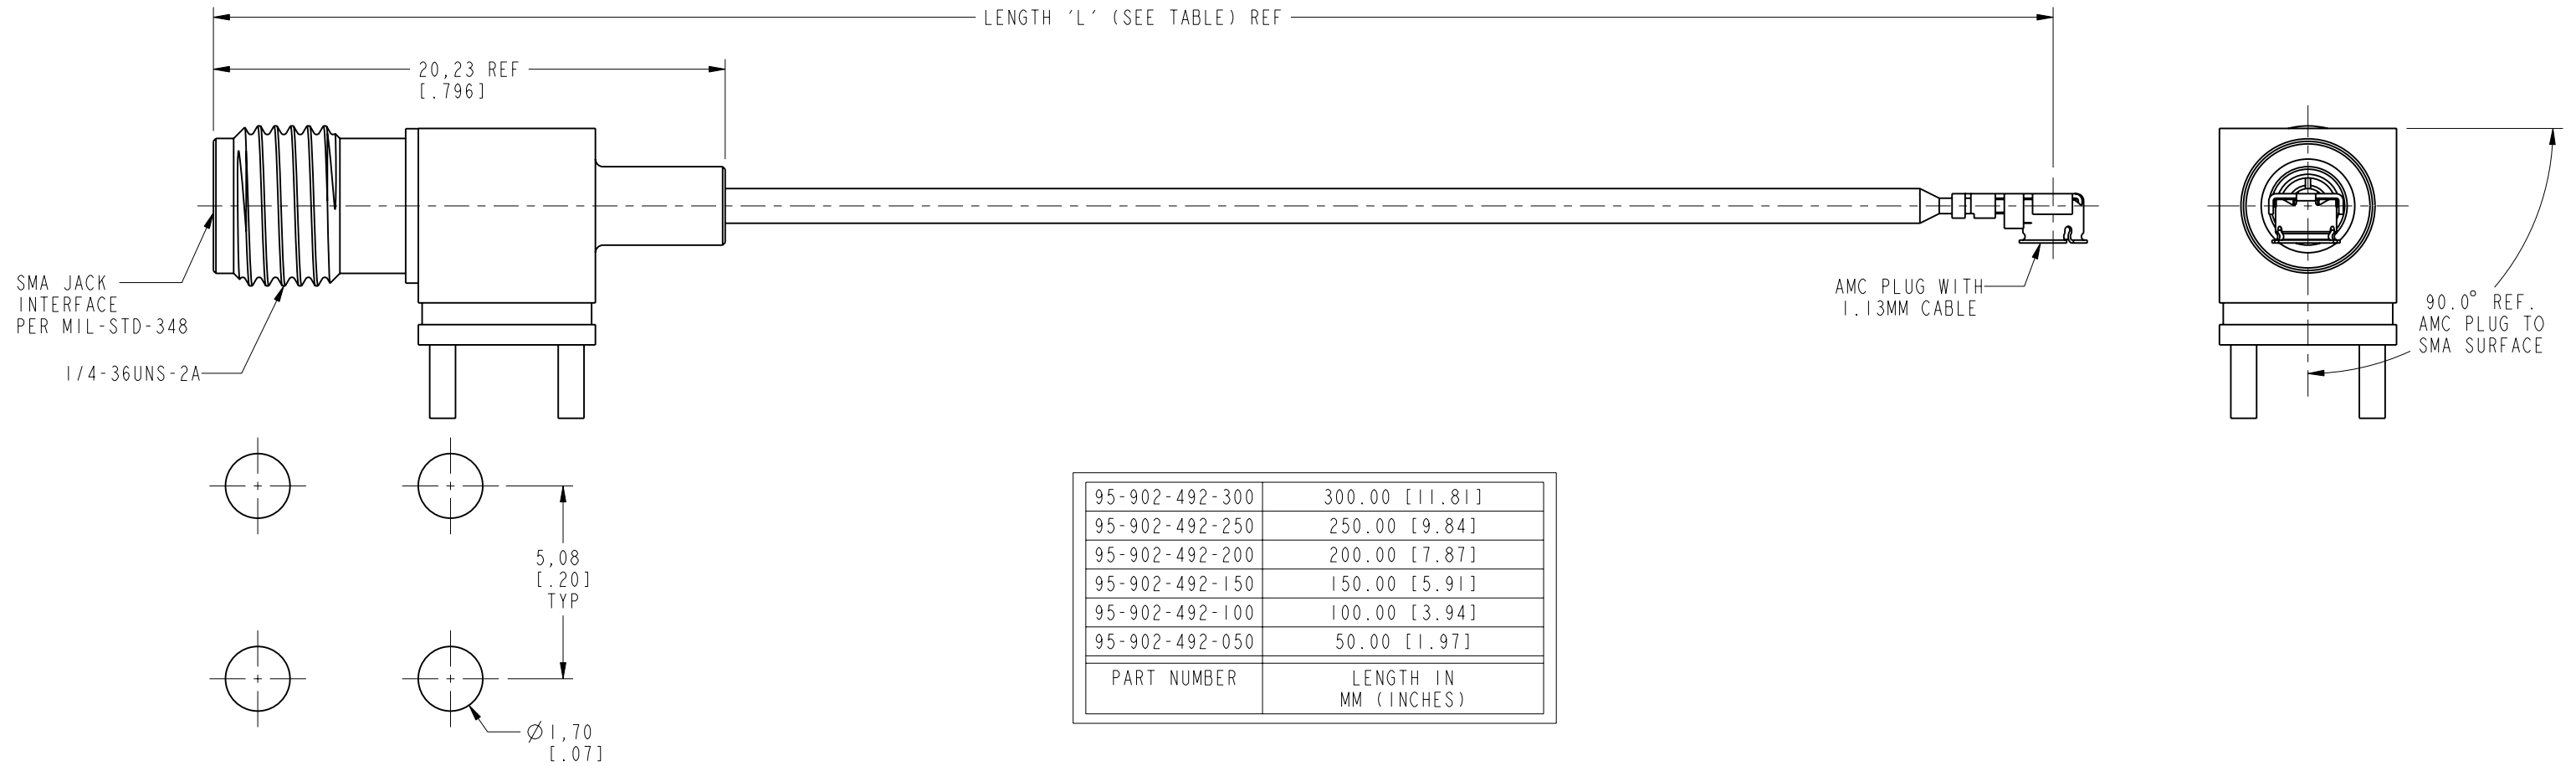 LENGTH 'L' (SEE TABLE) REF
20,23 REF
[.796]
SMA JACK
INTERFACE
PER MIL-STD-348
1/4-36UNS-2A
AMC PLUG WITH
1.13MM CABLE
90.0° REF.
AMC PLUG TO
SMA SURFACE
5,08
[.20]
TYP
Ø1,70
[.07]
95-902-492-300 300.00 [11.81]
95-902-492-250 250.00 [9.84]
95-902-492-200 200.00 [7.87]
95-902-492-150 150.00 [5.91]
95-902-492-100 100.00 [3.94]
95-902-492-050 50.00 [1.97]
PART NUMBER LENGTH IN
MM (INCHES)